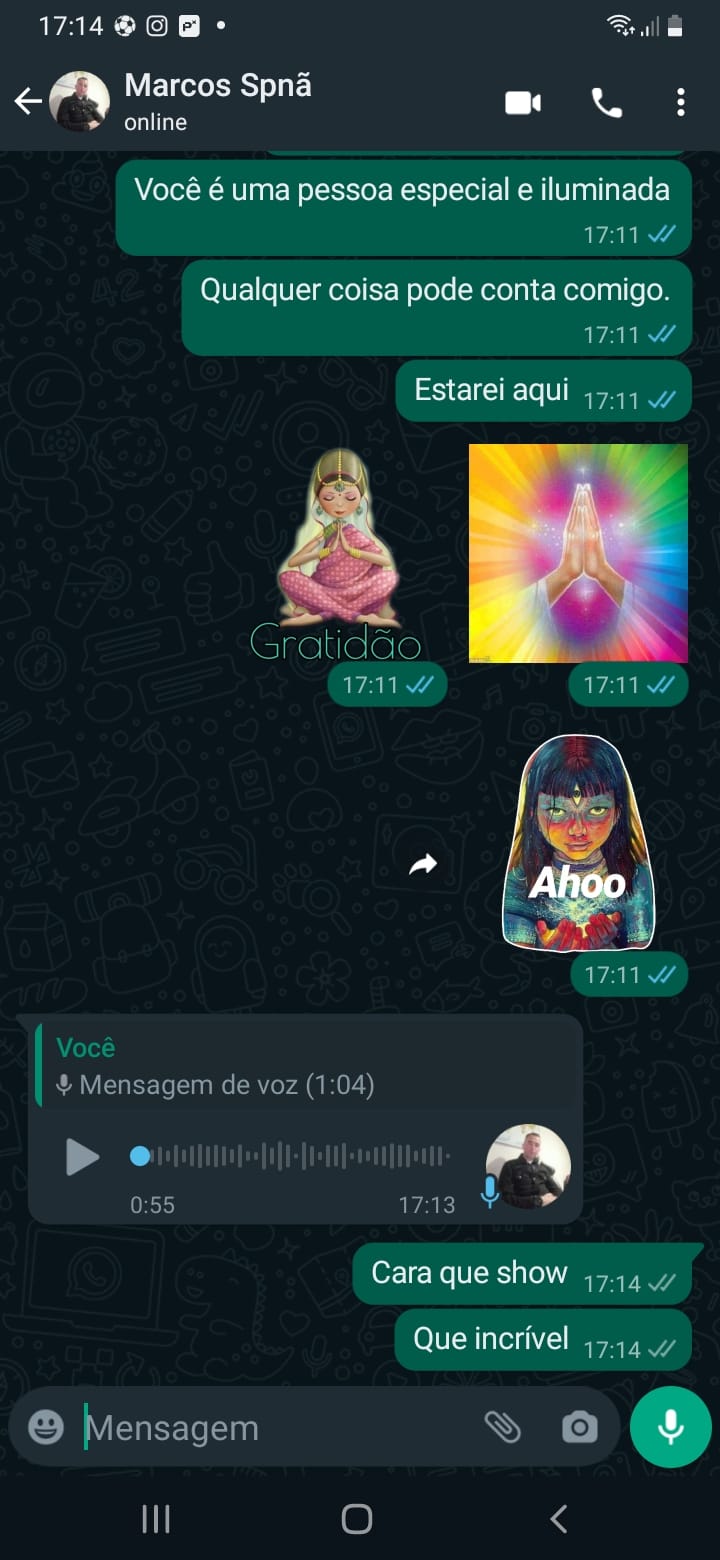 17:14
Marcos Spnã
online
Você é uma pessoa especial e iluminada
17:11
Qualquer coisa pode conta comigo.
17:11
Estarei aqui 17:11
Gratidão
17:11
17:11
Ahoo
17:11
Você
Mensagem de voz (1:04)
0:55 17:13
Cara que show 17:14
Que incrível 17:14
Mensagem